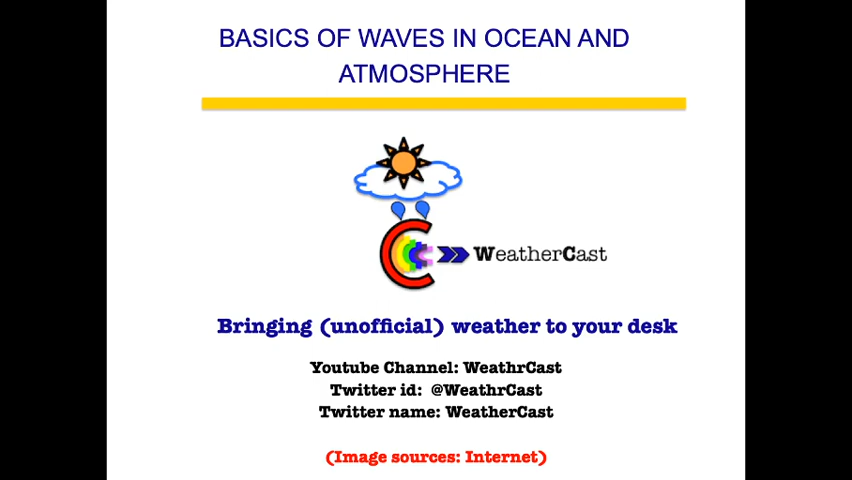 BASICS OF WAVES IN OCEAN AND
ATMOSPHERE
WeatherCast
Bringing (unofficial) weather to your desk
Youtube Channel: WeathrCast
Twitter id: @WeathrCast
Twitter name: WeatherCast
(Image sources: Internet)